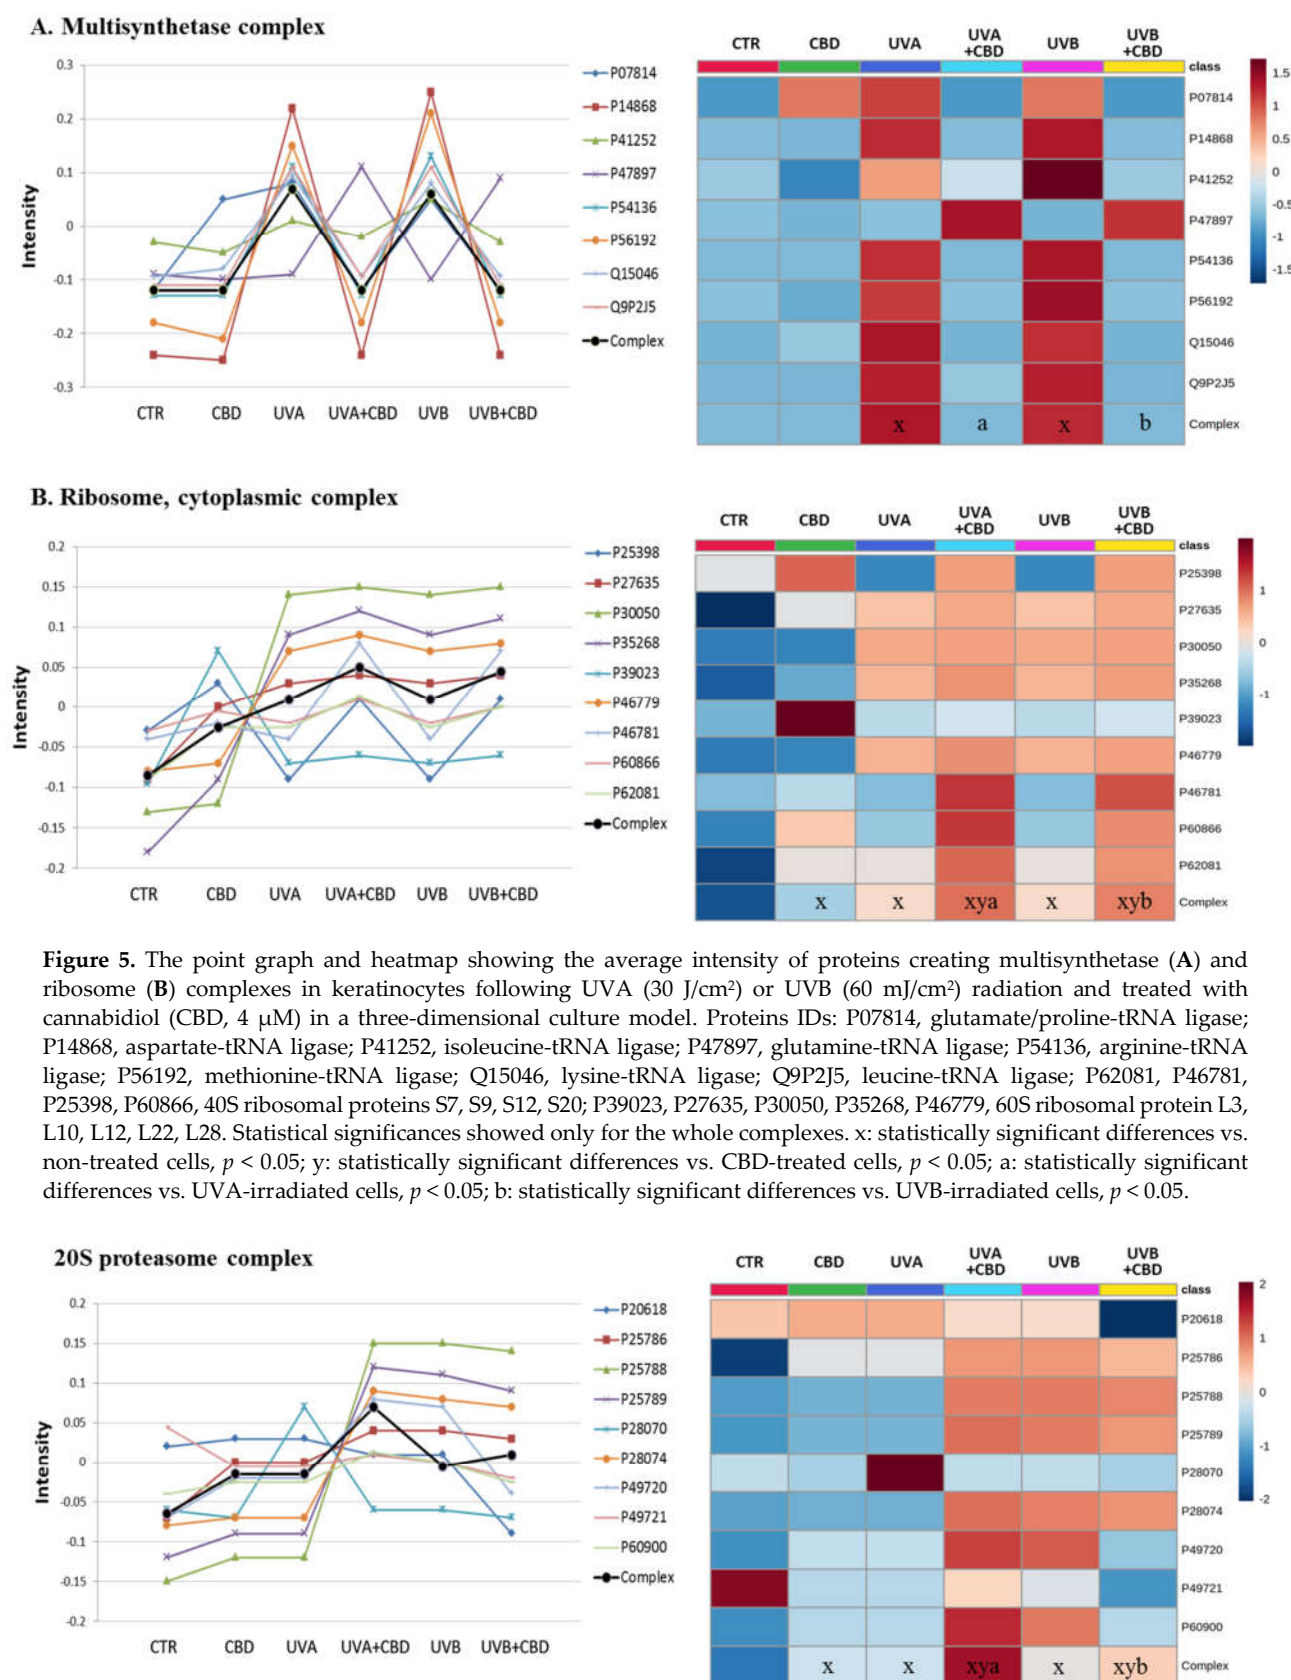 A. Multisynthetase complex
0.3
0.2
0.1
0
-0.1
-0.2
-0.3
Intensity
CTR CBD UVA UVA+CBD UVB UVB+CBD
P07814
P14868
P41252
P47897
P54136
P56192
Q15046
Q9P2J5
Complex
CTR CBD UVA UVA +CBD UVB UVB +CBD
class
P07814
P14868
P41252
P47897
P54136
P56192
Q15046
Q9P2J5
x a x b Complex
1.5
1
0.5
0
-0.5
-1
-1.5
B. Ribosome, cytoplasmic complex
0.2
0.15
0.1
0.05
0
-0.05
-0.1
-0.15
-0.2
Intensity
CTR CBD UVA UVA+CBD UVB UVB+CBD
P25398
P27635
P30050
P35268
P39023
P46779
P46781
P60866
P62081
Complex
CTR CBD UVA UVA +CBD UVB UVB +CBD
class
P25398
P27635
P30050
P35268
P39023
P46779
P46781
P60866
P62081
x x xya x xyb Complex
1
0
-1
Figure 5. The point graph and heatmap showing the average intensity of proteins creating multisynthetase (A) and
ribosome (B) complexes in keratinocytes following UVA (30 J/cm²) or UVB (60 mJ/cm²) radiation and treated with
cannabidiol (CBD, 4 μM) in a three-dimensional culture model. Proteins IDs: P07814, glutamate/proline-tRNA ligase;
P14868, aspartate-tRNA ligase; P41252, isoleucine-tRNA ligase; P47897, glutamine-tRNA ligase; P54136, arginine-tRNA
ligase; P56192, methionine-tRNA ligase; Q15046, lysine-tRNA ligase; Q9P2J5, leucine-tRNA ligase; P62081, P46781,
P25398, P60866, 40S ribosomal proteins S7, S9, S12, S20; P39023, P27635, P30050, P35268, P46779, 60S ribosomal protein L3,
L10, L12, L22, L28. Statistical significances showed only for the whole complexes. x: statistically significant differences vs.
non-treated cells, p < 0.05; y: statistically significant differences vs. CBD-treated cells, p < 0.05; a: statistically significant
differences vs. UVA-irradiated cells, p < 0.05; b: statistically significant differences vs. UVB-irradiated cells, p < 0.05.
20S proteasome complex
0.2
0.15
0.1
0.05
0
-0.05
-0.1
-0.15
-0.2
Intensity
CTR CBD UVA UVA+CBD UVB UVB+CBD
P20618
P25786
P25788
P25789
P28070
P28074
P49720
P49721
P60900
Complex
CTR CBD UVA UVA +CBD UVB UVB +CBD
class
P20618
P25786
P25788
P25789
P28070
P28074
P49720
P49721
P60900
x x xya x xyb Complex
2
1
0
-1
-2